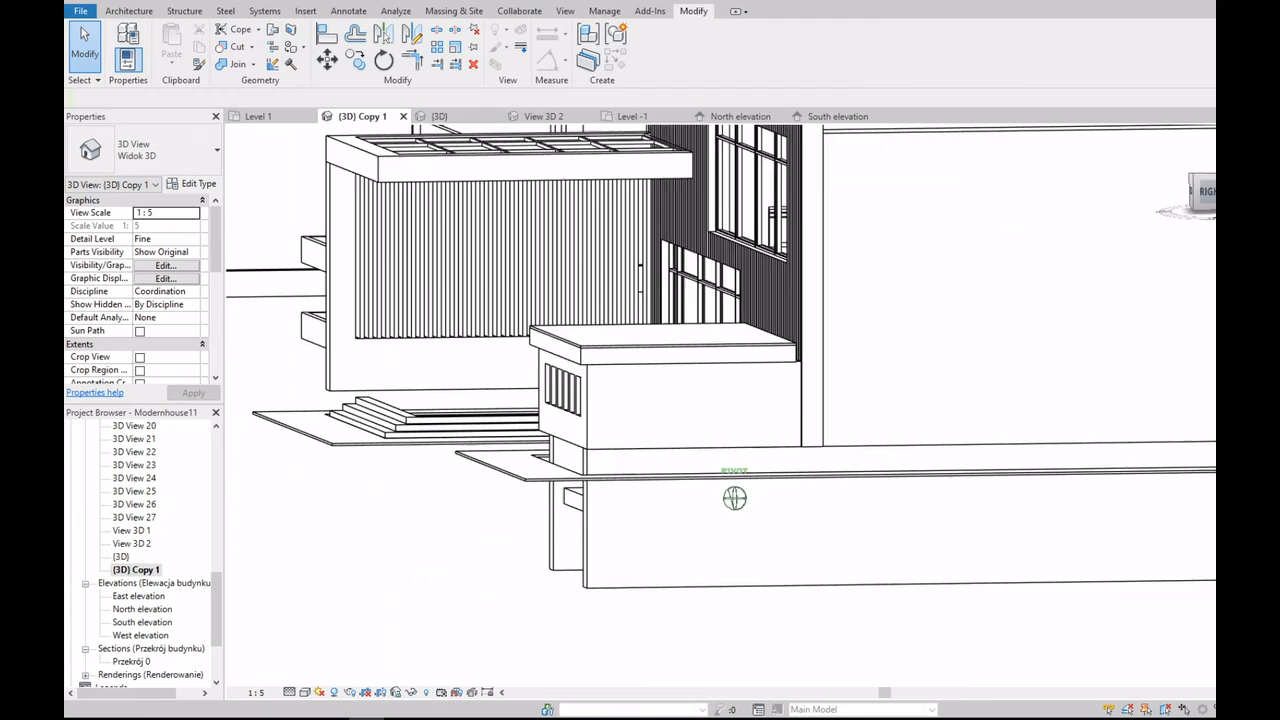 File Architecture Structure Steel Systems Insert Annotate Analyze Massing & Site Collaborate View Manage Add-Ins Modify
Cope
Cut
Modify Paste Join
Select Properties Clipboard Geometry Modify View Measure Create
Properties
Level 1 {3D} Copy 1 {3D} View 3D 2 Level -1 North elevation South elevation
3D View
Widok 3D
3D View: {3D} Copy 1 Edit Type
Graphics
View Scale 1 : 5
Scale Value 1: 5
Detail Level Fine
Parts Visibility Show Original
Visibility/Grap... Edit...
Graphic Displ... Edit...
Discipline Coordination
Show Hidden ... By Discipline
Default Analy... None
Sun Path
Extents
Crop View
Crop Region ...
Annotation Cr...
Properties help Apply
Project Browser - Modernhouse11
3D View 20
3D View 21
3D View 22
3D View 23
3D View 24
3D View 25
3D View 26
3D View 27
View 3D 1
View 3D 2
{3D}
{3D} Copy 1
Elevations (Elewacja budynku
East elevation
North elevation
South elevation
West elevation
Sections (Przekrój budynku)
Przekrój 0
Renderings (Renderowanie)
RIGH
PIVOT
1 : 5
:0 Main Model